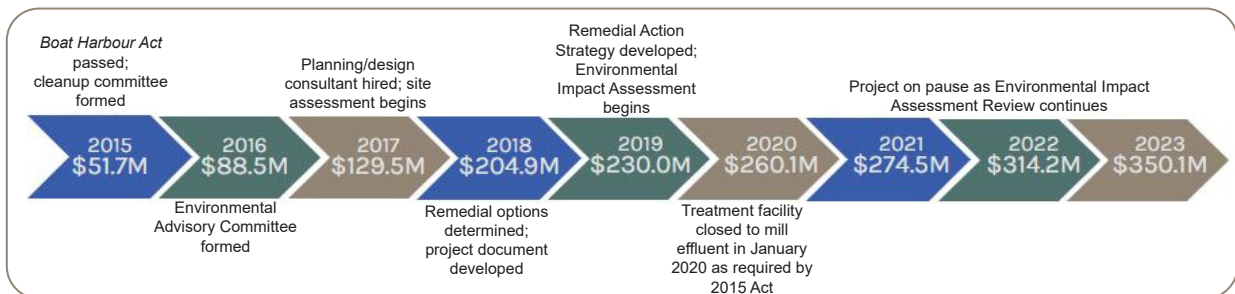 Boat Harbour Act
passed;
cleanup committee
formed
Planning/design
consultant hired; site
assessment begins
Remedial Action
Strategy developed;
Environmental
Impact Assessment
begins
Project on pause as Environmental Impact
Assessment Review continues
2015
$51.7M
2016
$88.5M
2017
$129.5M
2018
$204.9M
2019
$230.0M
2020
$260.1M
2021
$274.5M
2022
$314.2M
2023
$350.1M
Environmental
Advisory Committee
formed
Remedial options
determined;
project document
developed
Treatment facility
closed to mill
effluent in January
2020 as required by
2015 Act